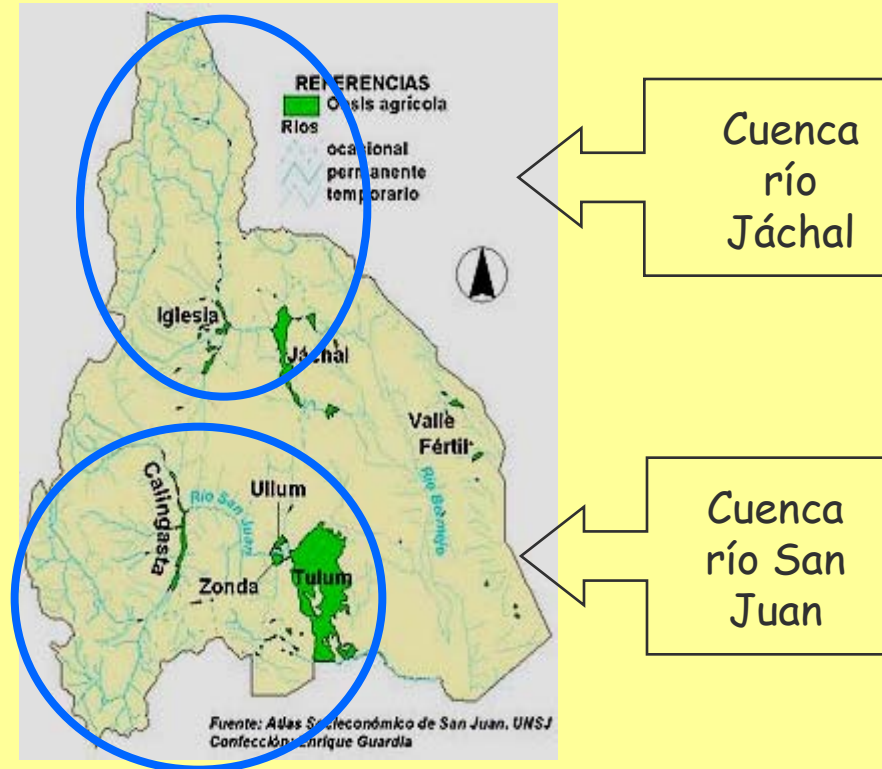 REFERENCIAS
Oasis agrícola
Ríos
ocasional
permanente
temporario
Cuenca
río
Jáchal
Iglesia
Jáchal
Valle
Fértil
Río Bermejo
Calingasta
Río San Juan
Ullum
Zonda
Tulum
Cuenca
río San
Juan
Fuente: Atlas Socieconómico de San Juan. UNSJ
Confección: Enrique Guardia